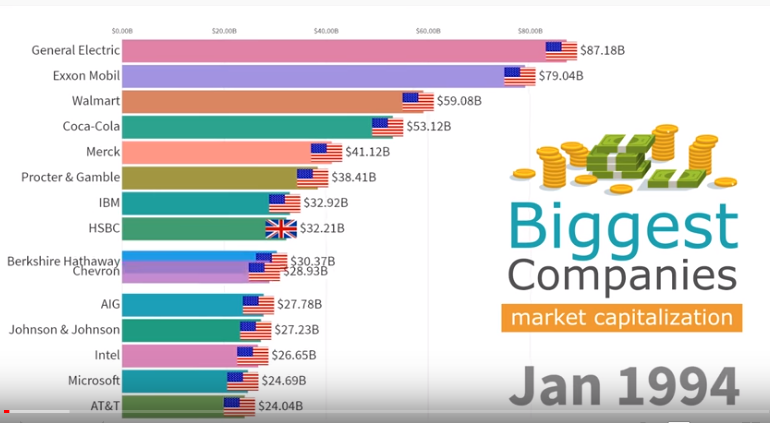 $0.00B $20.00B $40.00B $60.00B $80.00B
General Electric $87.18B
Exxon Mobil $79.04B
Walmart $59.08B
Coca-Cola $53.12B
Merck $41.12B
Procter & Gamble $38.41B
IBM $32.92B
HSBC $32.21B
Berkshire Hathaway $30.37B
Chevron $28.93B
AIG $27.78B
Johnson & Johnson $27.23B
Intel $26.65B
Microsoft $24.69B
AT&T $24.04B
Biggest
Companies
market capitalization
Jan 1994